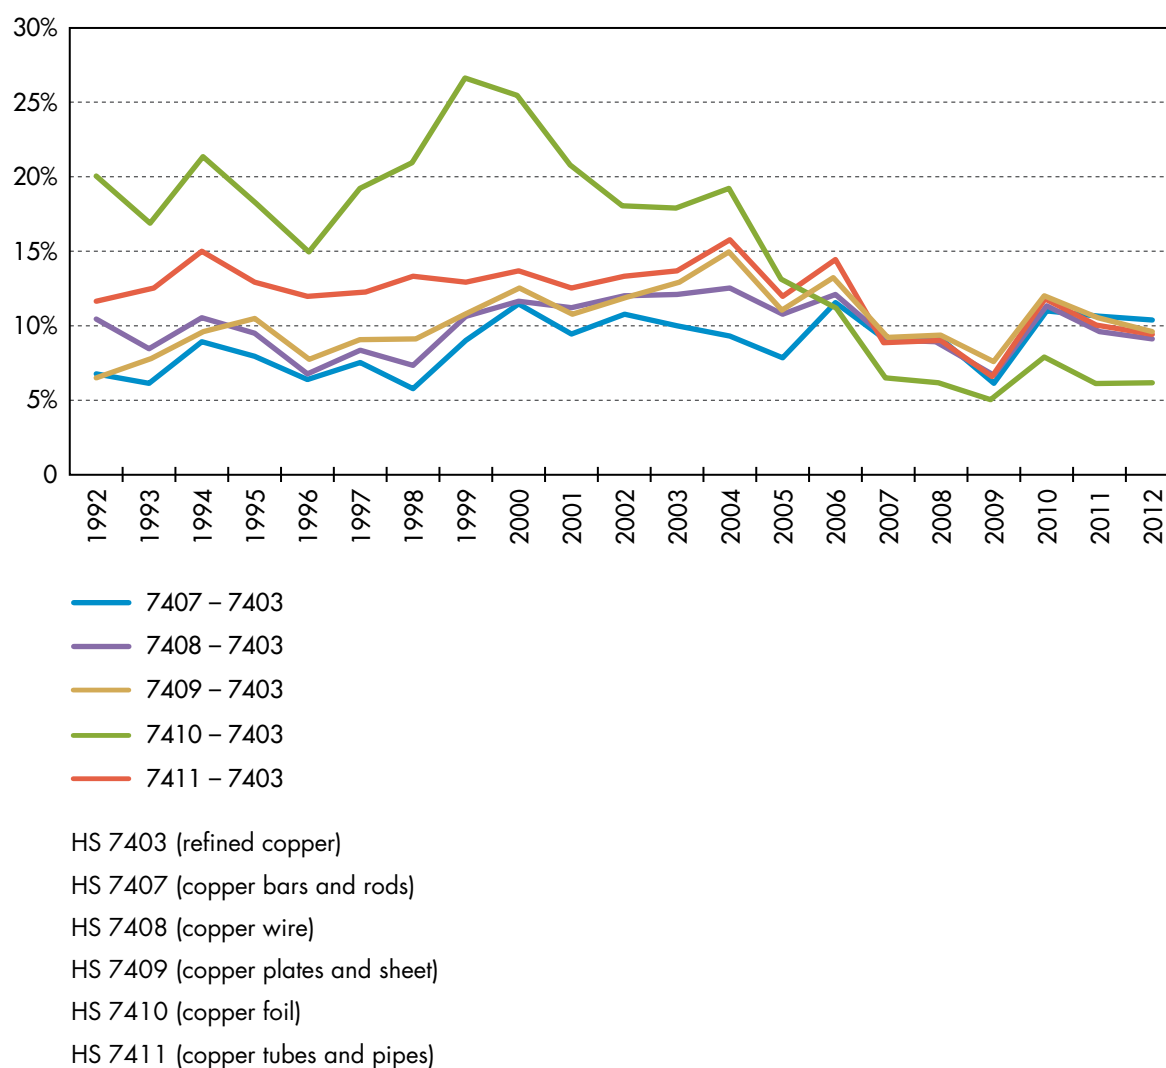 30%
25%
20%
15%
10%
5%
0
1992 1993 1994 1995 1996 1997 1998 1999 2000 2001 2002 2003 2004 2005 2006 2007 2008 2009 2010 2011 2012
7407 – 7403
7408 – 7403
7409 – 7403
7410 – 7403
7411 – 7403
HS 7403 (refined copper)
HS 7407 (copper bars and rods)
HS 7408 (copper wire)
HS 7409 (copper plates and sheet)
HS 7410 (copper foil)
HS 7411 (copper tubes and pipes)